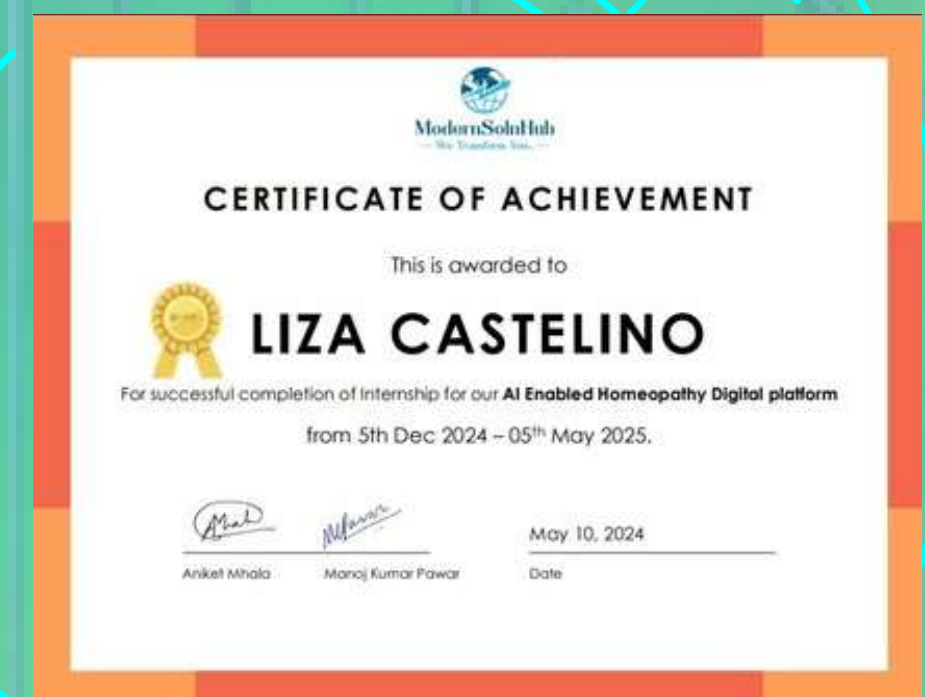 ModernSolnHub
CERTIFICATE OF ACHIEVEMENT
This is awarded to
LIZA CASTELINO
For successful completion of Internship for our AI Enabled Homeopathy Digital platform
from 5th Dec 2024 – 05th May 2025.
May 10, 2024
Aniket Mhala Manoj Kumar Pawar Date